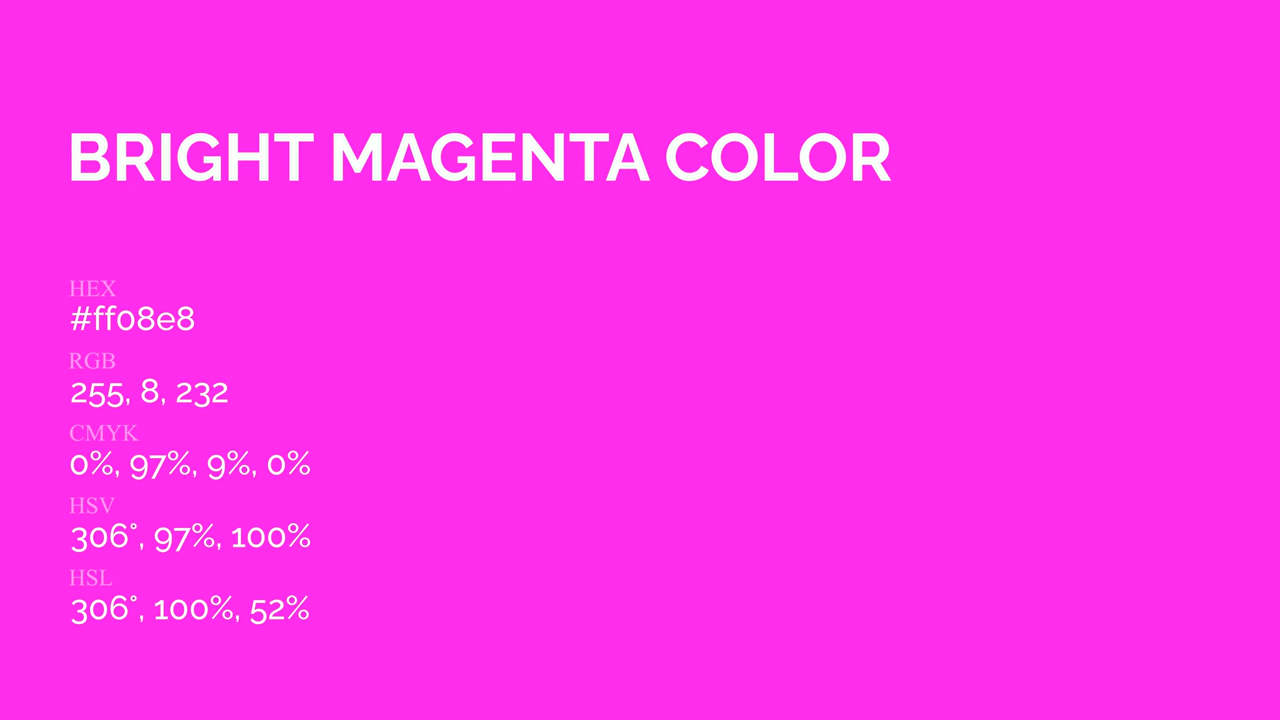 BRIGHT MAGENTA COLOR
HEX
#ff08e8
RGB
255, 8, 232
CMYK
0%, 97%, 9%, 0%
HSV
306°, 97%, 100%
HSL
306°, 100%, 52%